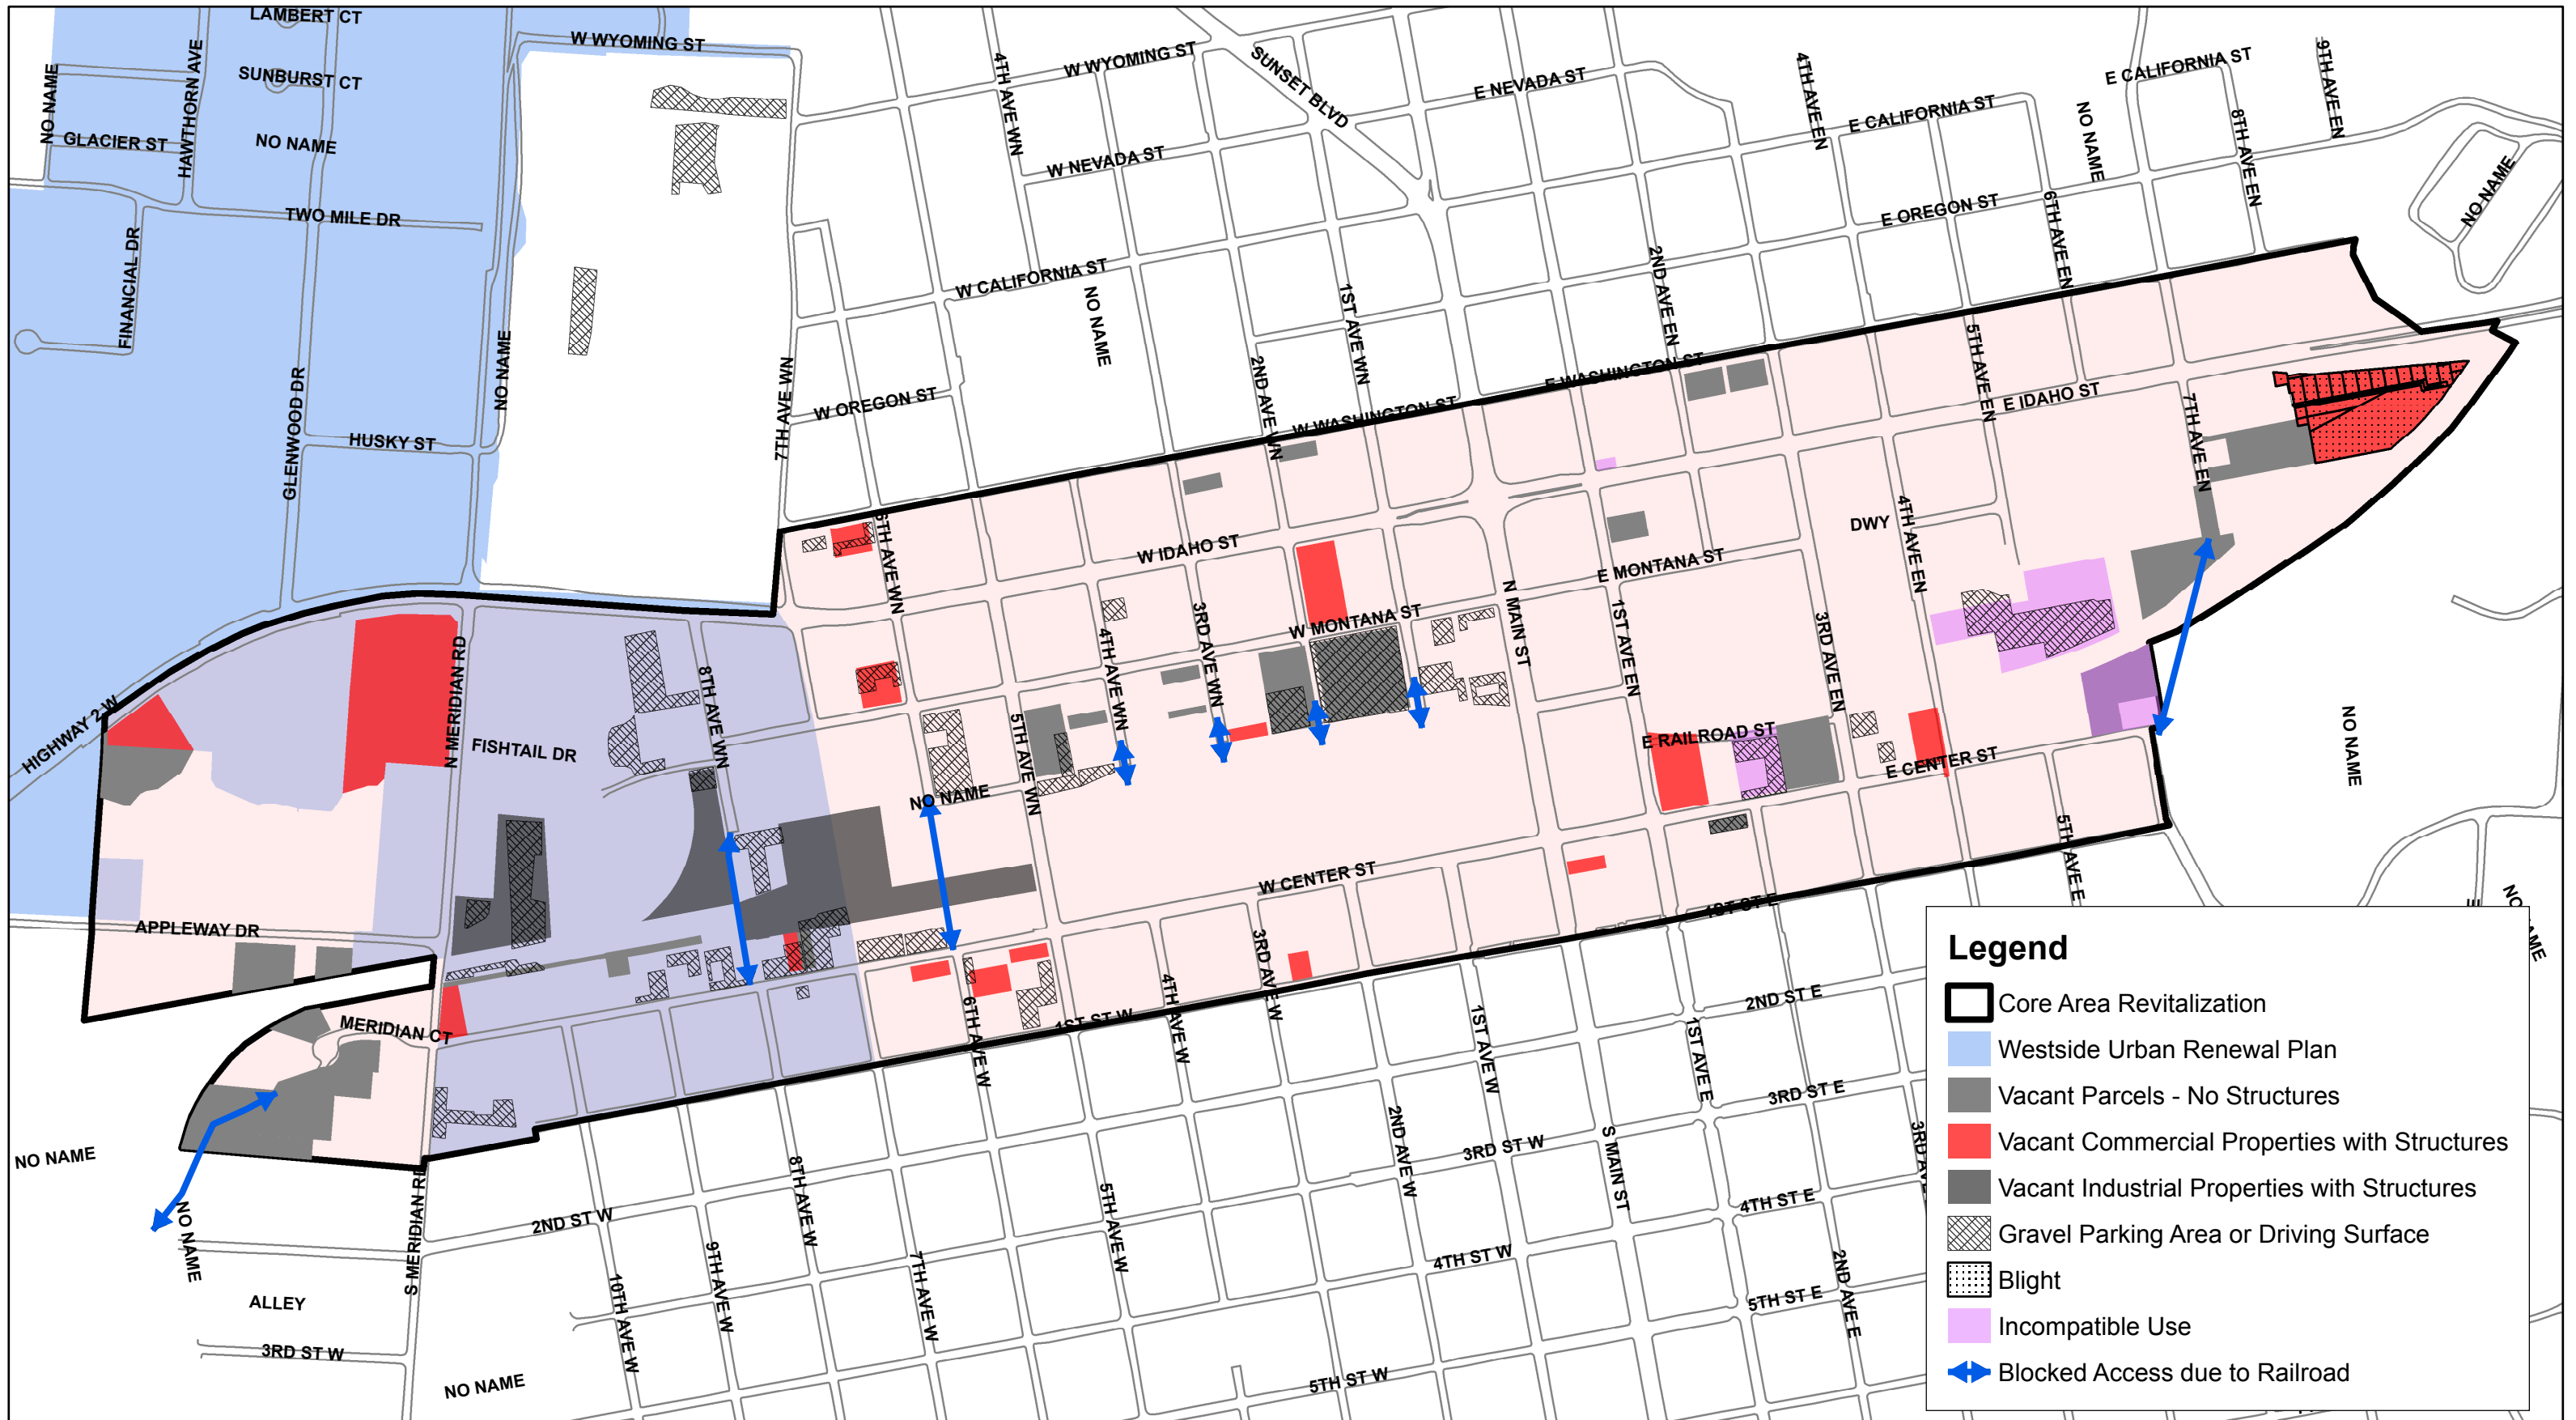 LAMBERT CT
W WYOMING ST
W WYOMING ST
4TH AVE WN
SUNSET BLVD
E NEVADA ST
4TH AVE EN
E CALIFORNIA ST
E CALIFORNIA ST
9TH AVE EN
NO NAME
HAWTHORN AVE
SUNBURST CT
GLACIER ST
NO NAME
W NEVADA ST
NO NAME
8TH AVE EN
NO NAME
TWO MILE DR
E OREGON ST
6TH AVE EN
FINANCIAL DR
W CALIFORNIA ST
NO NAME
1ST AVE WN
2ND AVE EN
NO NAME
GLENWOOD DR
HUSKY ST
7TH AVE WN
W OREGON ST
2ND AVE WN
W WASHINGTON ST
E WASHINGTON ST
5TH AVE EN
E IDAHO ST
7TH AVE EN
6TH AVE WN
W IDAHO ST
DWY
4TH AVE EN
E MONTANA ST
N MAIN ST
1ST AVE EN
3RD AVE EN
W MONTANA ST
3RD AVE WN
4TH AVE WN
HIGHWAY 2 W
N MERIDIAN RD
FISHTAIL DR
8TH AVE WN
NO NAME
5TH AVE WN
E RAILROAD ST
E CENTER ST
NO NAME
W CENTER ST
5TH AVE E
1ST ST E
APPLEWAY DR
3RD AVE W
4TH AVE W
6TH AVE W
1ST ST W
MERIDIAN CT
1ST AVE W
1ST AVE E
2ND ST E
3RD ST E
2ND AVE W
3RD ST W
S MAIN ST
4TH ST E
NO NAME
NO NAME
S MERIDIAN RD
2ND ST W
8TH AVE W
9TH AVE W
7TH AVE W
5TH AVE W
4TH ST W
2ND AVE E
5TH ST E
10TH AVE W
ALLEY
3RD ST W
NO NAME
5TH ST W
Legend
Core Area Revitalization
Westside Urban Renewal Plan
Vacant Parcels - No Structures
Vacant Commercial Properties with Structures
Vacant Industrial Properties with Structures
Gravel Parking Area or Driving Surface
Blight
Incompatible Use
Blocked Access due to Railroad